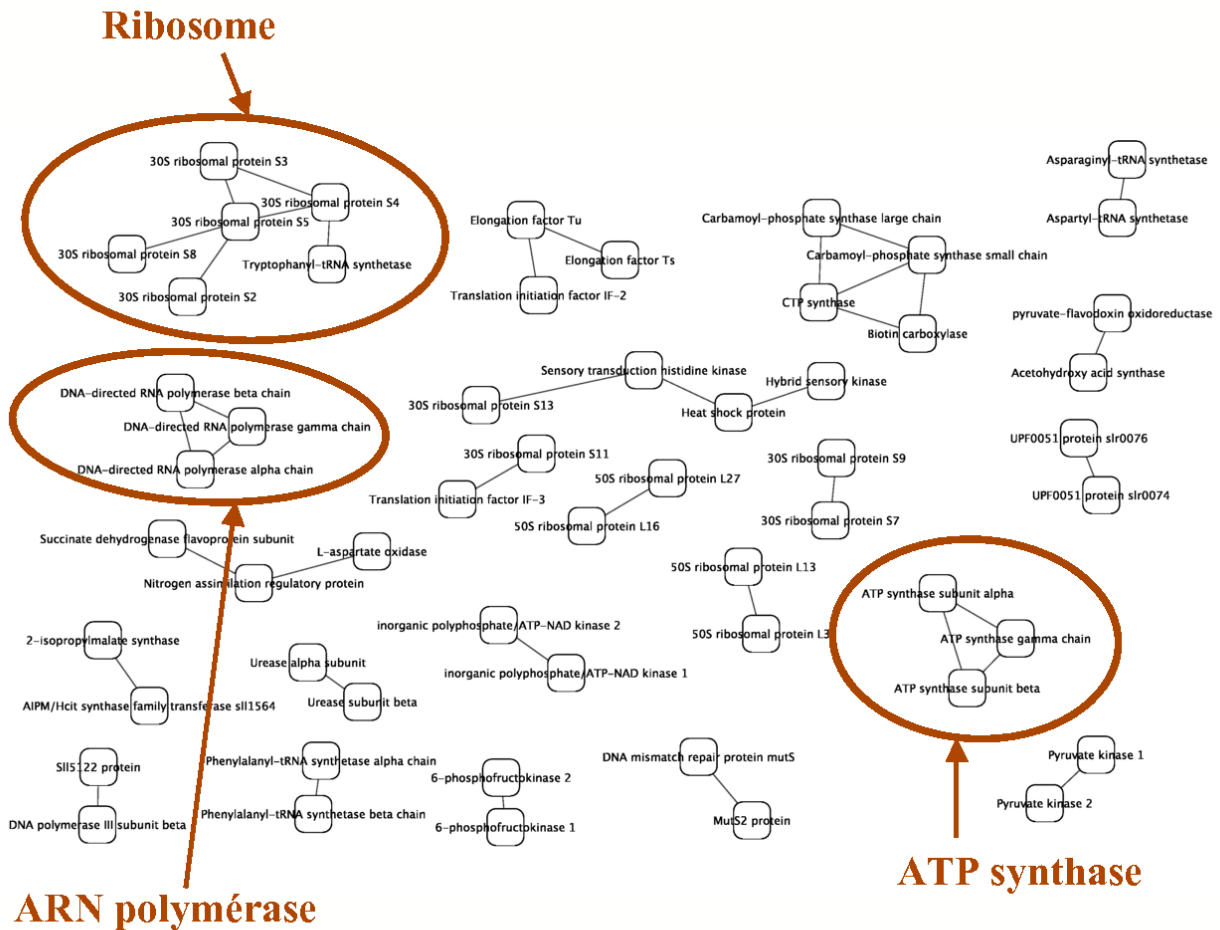 Ribosome
30S ribosomal protein S3
30S ribosomal protein S4
30S ribosomal protein S5
30S ribosomal protein S8
Tryptophanyl-tRNA synthetase
30S ribosomal protein S2
Elongation factor Tu
Elongation factor Ts
Translation initiation factor IF-2
Carbamoyl-phosphate synthase large chain
Carbamoyl-phosphate synthase small chain
CTP synthase
Biotin carboxylase
Asparaginyl-tRNA synthetase
Aspartyl-tRNA synthetase
pyruvate-flavodoxin oxidoreductase
Acetohydroxy acid synthase
DNA-directed RNA polymerase beta chain
DNA-directed RNA polymerase gamma chain
DNA-directed RNA polymerase alpha chain
Sensory transduction histidine kinase
Hybrid sensory kinase
30S ribosomal protein S13
Heat shock protein
30S ribosomal protein S11
Translation initiation factor IF-3
50S ribosomal protein L27
50S ribosomal protein L16
30S ribosomal protein S9
30S ribosomal protein S7
UPF0051 protein slr0076
UPF0051 protein slr0074
Succinate dehydrogenase flavoprotein subunit
L-aspartate oxidase
Nitrogen assimilation regulatory protein
50S ribosomal protein L13
50S ribosomal protein L3
ATP synthase subunit alpha
ATP synthase gamma chain
ATP synthase subunit beta
2-isopropylmalate synthase
AIPM/Hcit synthase family transferase sll1564
Urease alpha subunit
Urease subunit beta
inorganic polyphosphate/ATP-NAD kinase 2
inorganic polyphosphate/ATP-NAD kinase 1
Sll5122 protein
DNA polymerase III subunit beta
Phenylalanyl-tRNA synthetase alpha chain
Phenylalanyl-tRNA synthetase beta chain
6-phosphofructokinase 2
6-phosphofructokinase 1
DNA mismatch repair protein mutS
MutS2 protein
Pyruvate kinase 1
Pyruvate kinase 2
ATP synthase
ARN polymérase